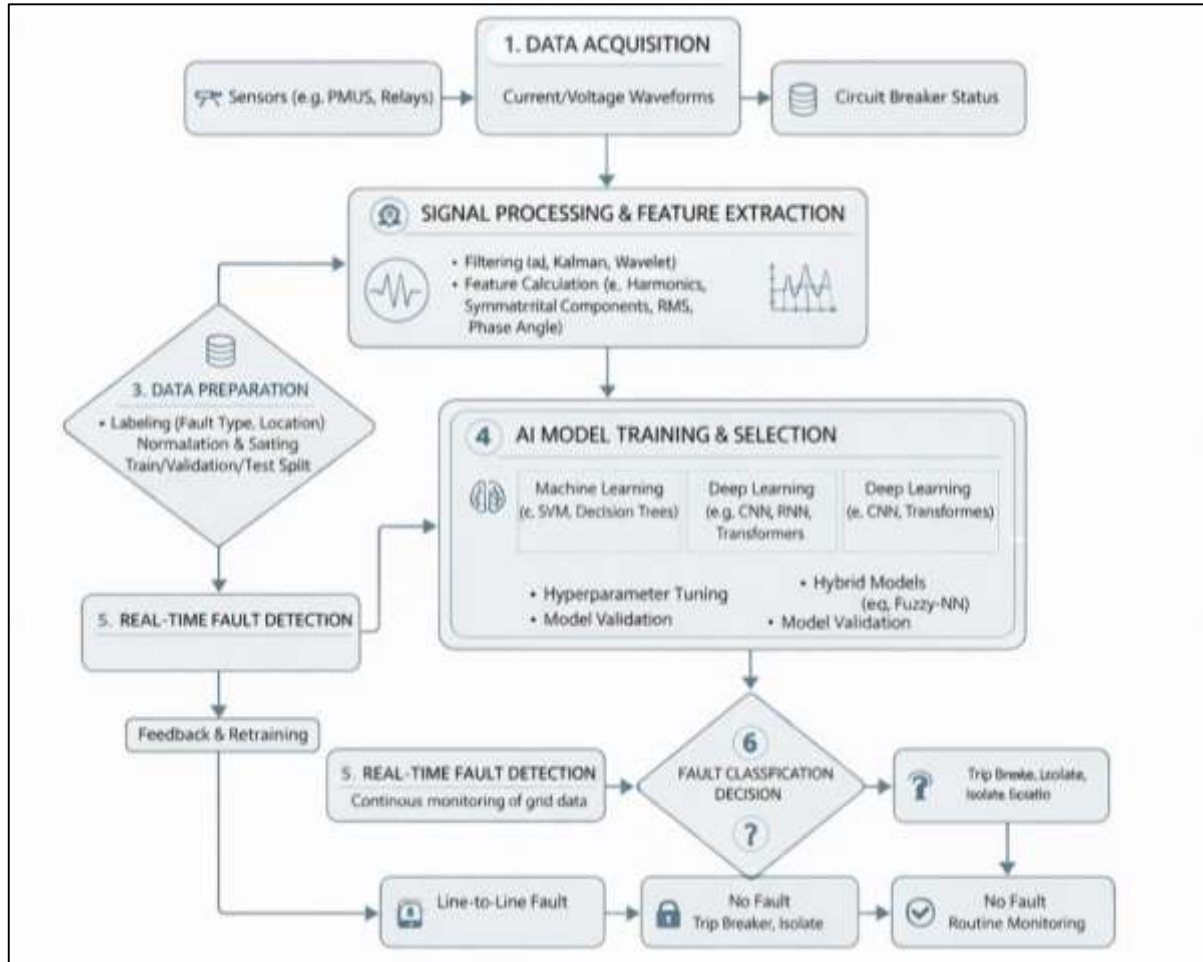 1. DATA ACQUISITION
Sensors (e.g. PMUS, Relays)
Current/Voltage Waveforms
Circuit Breaker Status
SIGNAL PROCESSING & FEATURE EXTRACTION
• Filtering (aJ, Kalman, Wavelet)
• Feature Calculation (e. Harmonics,
Components, RMS,
Phase Angle)
3. DATA PREPARATION
• Labeling (Fault Type, Location)
Normalation & Sarting
Train/Validation/Test Split
4 AI MODEL TRAINING & SELECTION
Machine Learning
(e. SVM, Decision Trees)
Deep Learning
(e.g. CNN, RNN,
Transformers
Deep Learning
(e. CNN, Transformes)
• Hyperparameter Tuning
• Model Validation
• Hybrid Models
(eq, Fuzzy-NN)
• Model Validation
5. REAL-TIME FAULT DETECTION
Feedback & Retraining
5. REAL-TIME FAULT DETECTION
Continous monitoring of grid data
6
FAULT CLASSFICATION
DECISION
?
Trip
Isolate
Line-to-Line Fault
No Fault
Trip Breaker, Isolate
No Fault
Routine Monitoring